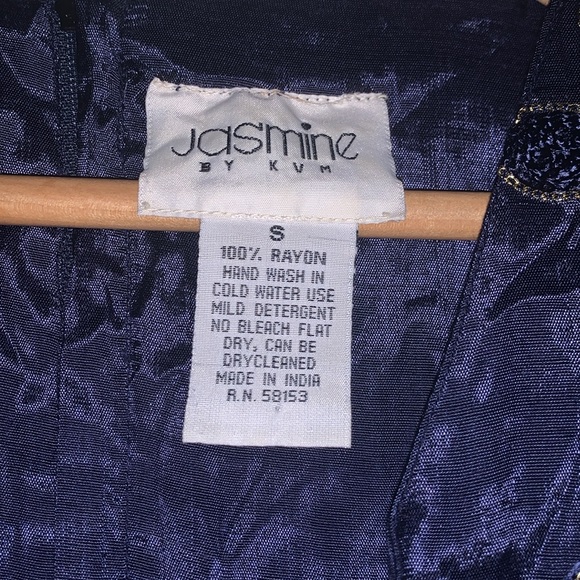 Jasmine
BY KVM
S
100% RAYON
HAND WASH IN
COLD WATER USE
MILD DETERGENT
NO BLEACH FLAT
DRY, CAN BE
DRYCLEANED
MADE IN INDIA
R.N. 58153